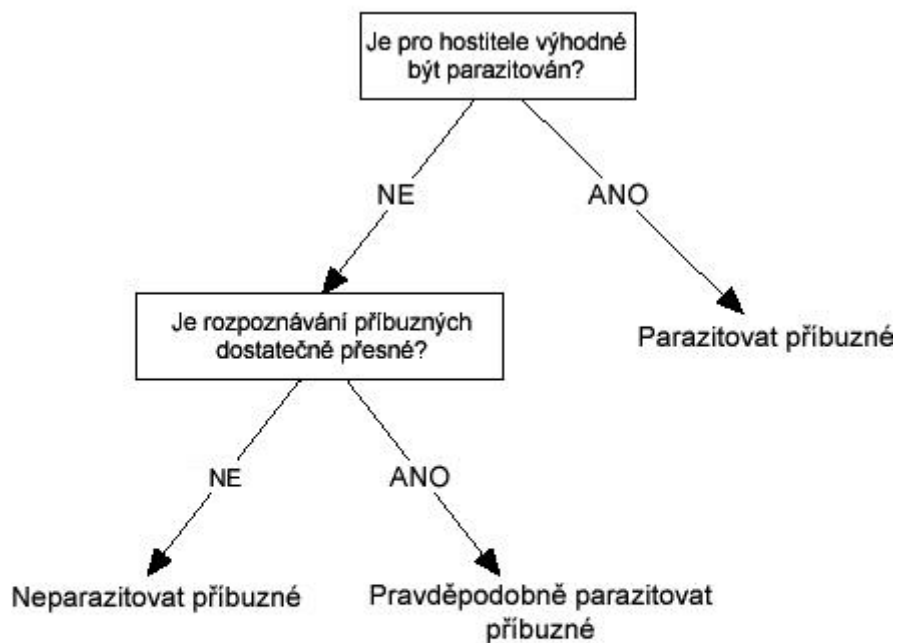 Je pro hostitele výhodné
být parazitován?
NE
ANO
Je rozpoznávání příbuzných
dostatečně přesné?
Parazitovat příbuzné
NE
ANO
Neparazitovat příbuzné
Pravděpodobně parazitovat
příbuzné